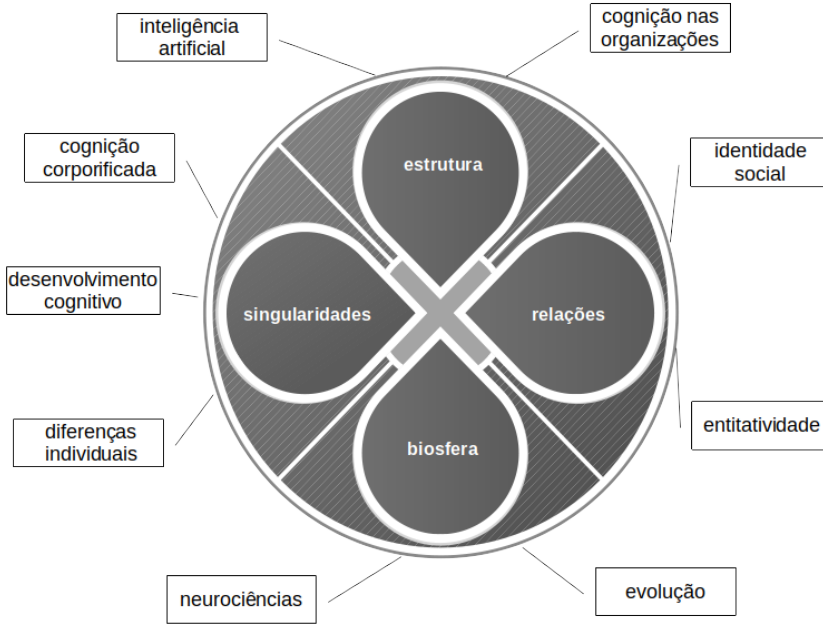 inteligência
artificial
cognição nas
organizações
cognição
corporificada
estrutura
identidade
social
desenvolvimento
cognitivo
singularidades
relações
diferenças
individuais
biosfera
entitatividade
neurociências
evolução